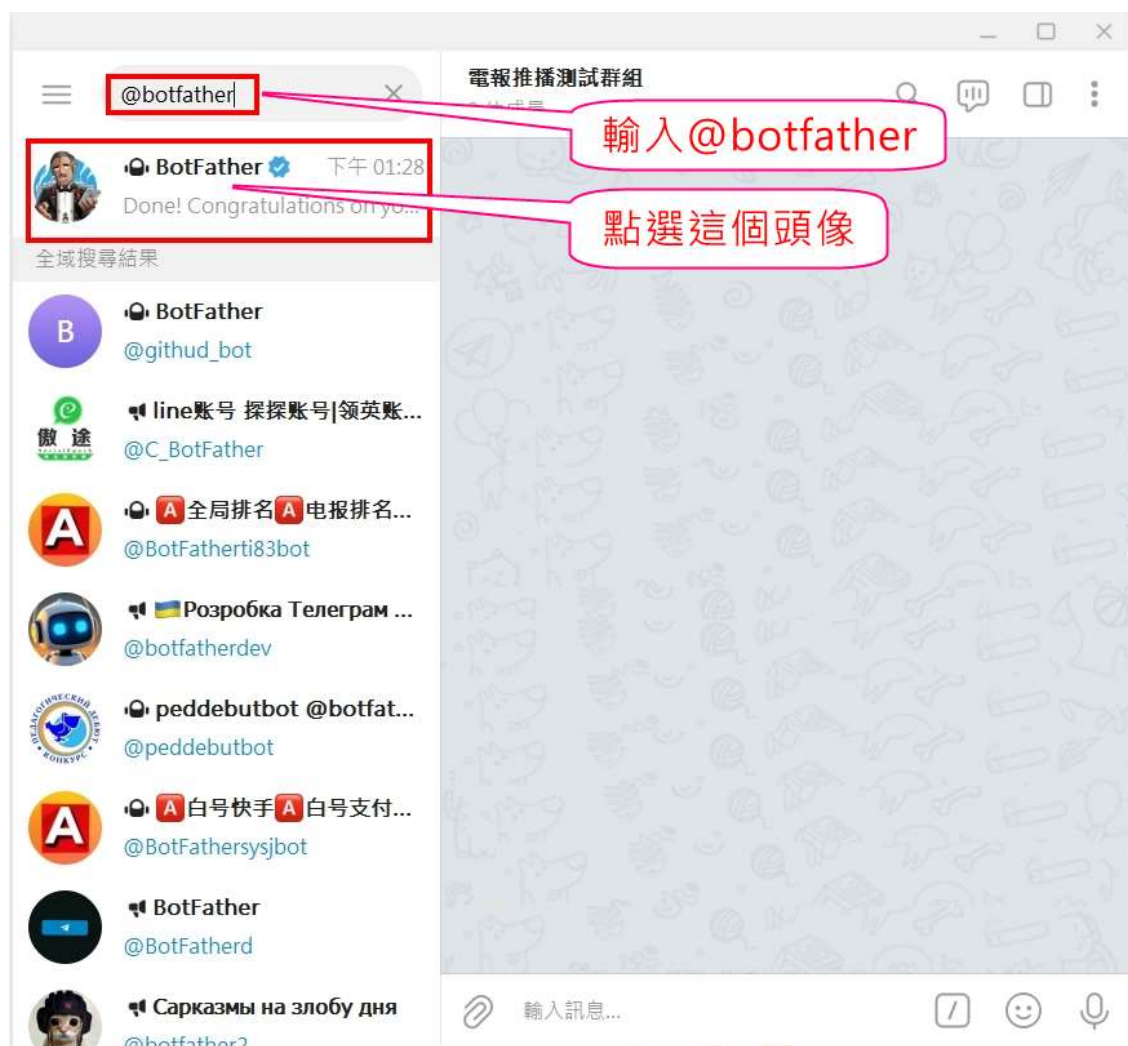 @botfather
電報推播測試群組
輸入@botfather
BotFather
下午 01:28
Done! Congratulations on yo...
點選這個頭像
全域搜尋結果
B
BotFather
@githud_bot
line账号 探探账号|领英账...
傲 途
@C_BotFather
A 全局排名 A 电报排名...
A
@BotFatherti83bot
Розробка Телеграм ...
@botfatherdev
peddebutbot @botfat...
@peddebutbot
A 白号快手 A 白号支付...
A
@BotFathersysjbot
BotFather
@BotFatherd
Сарказмы на злобу дня
@botfather2
輸入訊息...